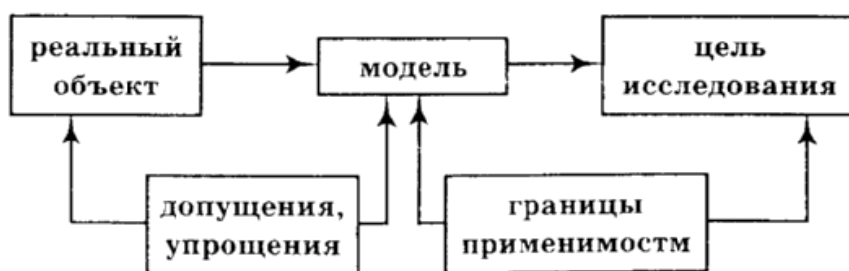 реальный
объект
модель
цель
исследования
допущения,
упрощения
границы
применимостм